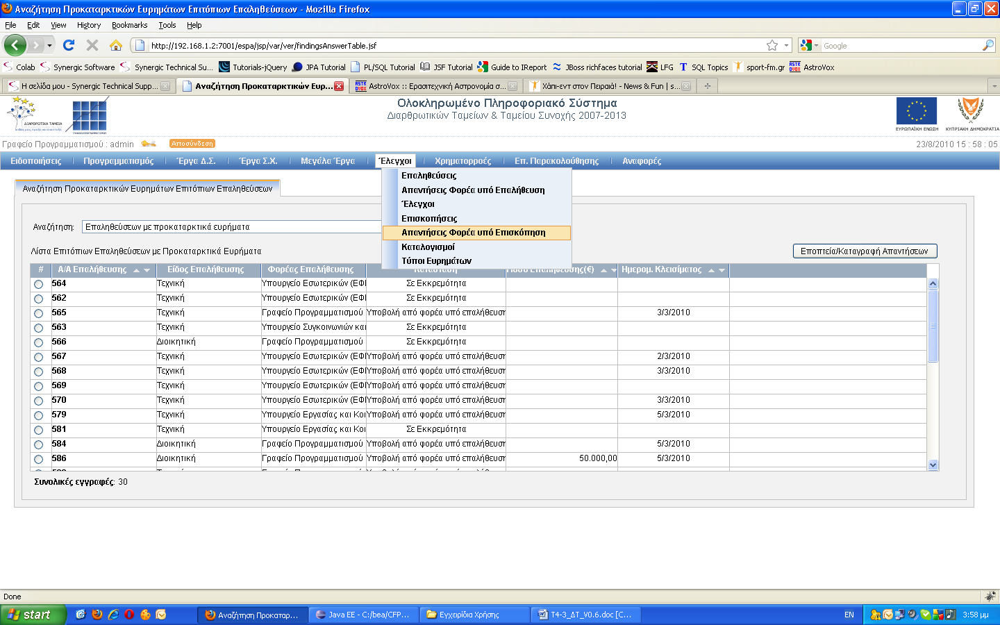 Αναζήτηση Προκαταρκτικών Ευρημάτων Επιτόπιων Επαληθεύσεων - Mozilla Firefox
File Edit View History Bookmarks Tools Help
http://192.168.1.2:7001/espa/jsp/var/ver/findingsAnswerTable.jsf
Google
Colab Synergic Software Synergic Technical Su... Tutorials-jQuery JPA Tutorial PL/SQL Tutorial JSF Tutorial Guide to IReport JBoss richfaces tutorial LFG SQL Topics sport-fm.gr AstroVox
Η σελίδα μου - Synergic Technical Supp... Αναζήτηση Προκαταρκτικών Ευρ... AstroVox :: Ερασιτεχνική Αστρονομία σ... Χάπι-εντ στον Πειραιά! - News & Fun | s...
Ολοκληρωμένο Πληροφοριακό Σύστημα
Διαρθρωτικών Ταμείων & Ταμείου Συνοχής 2007-2013
ΔΙΑΡΘΡΩΤΙΚΑ ΤΑΜΕΙΑ
ΕΥΡΩΠΑΪΚΗ ΕΝΩΣΗ ΚΥΠΡΙΑΚΗ ΔΗΜΟΚΡΑΤΙΑ
Γραφείο Προγραμματισμού : admin Αποσύνδεση 23/8/2010 15 : 58 : 05
Ειδοποιήσεις Προγραμματισμός Έργα Δ.Σ. Έργα Σ.Χ. Μεγάλα Έργα Έλεγχοι Χρηματορροές Επ. Παρακολούθησης Αναφορές
Επαληθεύσεις
Απαντήσεις Φορέα υπό Επαλήθευση
Έλεγχοι
Επισκοπήσεις
Απαντήσεις Φορέα υπό Επισκόπηση
Καταλογισμοί
Τύποι Ευρημάτων
Αναζήτηση Προκαταρκτικών Ευρημάτων Επιτόπιων Επαληθεύσεων
Αναζήτηση: Επαληθεύσεων με προκαταρκτικά ευρήματα
Λίστα Επιτόπιων Επαληθεύσεων με Προκαταρκτικά Ευρήματα Εποπτεία/Καταγραφή Απαντήσεων
# Α/Α Επαλήθευσης Είδος Επαλήθευσης Φορέας Επαλήθευσης Κατάσταση Ποσό Επαλήθευσης(€) Ημερομ. Κλεισίματος
564 Τεχνική Υπουργείο Εσωτερικών (ΕΦ Σε Εκκρεμότητα
562 Τεχνική Υπουργείο Εσωτερικών (ΕΦ Σε Εκκρεμότητα
565 Τεχνική Γραφείο Προγραμματισμού Υποβολή από φορέα υπό επαλήθευση 3/3/2010
563 Τεχνική Υπουργείο Συγκοινωνιών και Σε Εκκρεμότητα
566 Διοικητική Γραφείο Προγραμματισμού Σε Εκκρεμότητα
567 Τεχνική Υπουργείο Εσωτερικών (ΕΦ Υποβολή από φορέα υπό επαλήθευση 2/3/2010
568 Τεχνική Υπουργείο Εσωτερικών (ΕΦ Υποβολή από φορέα υπό επαλήθευση 3/3/2010
569 Τεχνική Υπουργείο Εσωτερικών (ΕΦ Υποβολή από φορέα υπό επαλήθευση
570 Τεχνική Υπουργείο Εσωτερικών (ΕΦ Υποβολή από φορέα υπό επαλήθευση 3/3/2010
579 Τεχνική Υπουργείο Εργασίας και Κοι Υποβολή από φορέα υπό επαλήθευση 5/3/2010
581 Τεχνική Υπουργείο Εργασίας και Κοι Σε Εκκρεμότητα
584 Διοικητική Γραφείο Προγραμματισμού Υποβολή από φορέα υπό επαλήθευση 5/3/2010
586 Διοικητική Γραφείο Προγραμματισμού Υποβολή από φορέα υπό επαλήθευση 50.000,00 5/3/2010
Συνολικές εγγραφές: 30
Done
start Αναζήτηση Προκαταρ... Java EE - C:/bea/CFP... Εγχειρίδια Χρήσης T4-3_ΔΤ_V0.6.doc [C... EN 3:58 μμ